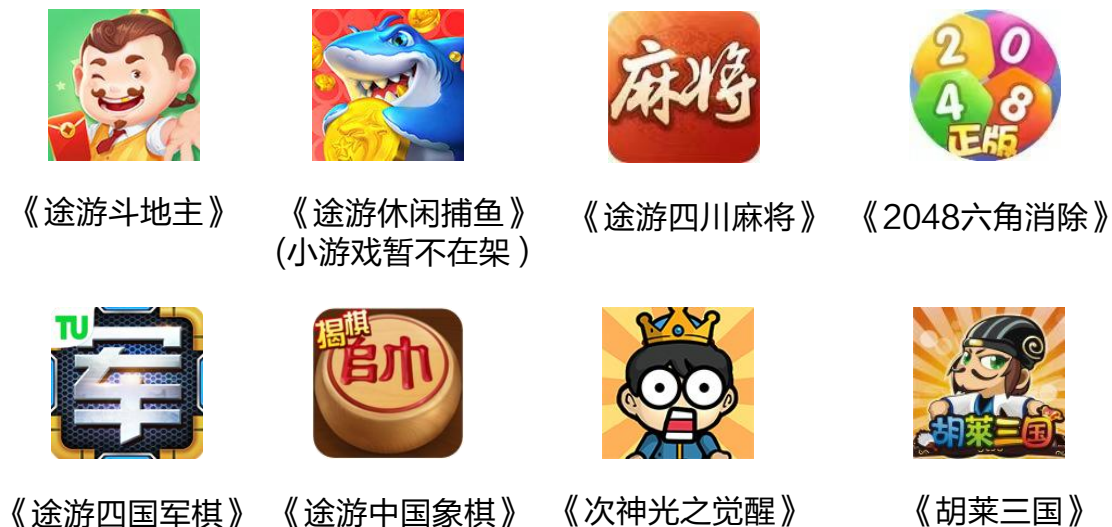 麻将
2 0
4 8
正版
《途游斗地主》
《途游休闲捕鱼》
(小游戏暂不在架）
《途游四川麻将》
《2048六角消除》
TU
军
揭棋
帥
胡莱三国
《途游四国军棋》
《途游中国象棋》
《次神光之觉醒》
《胡莱三国》